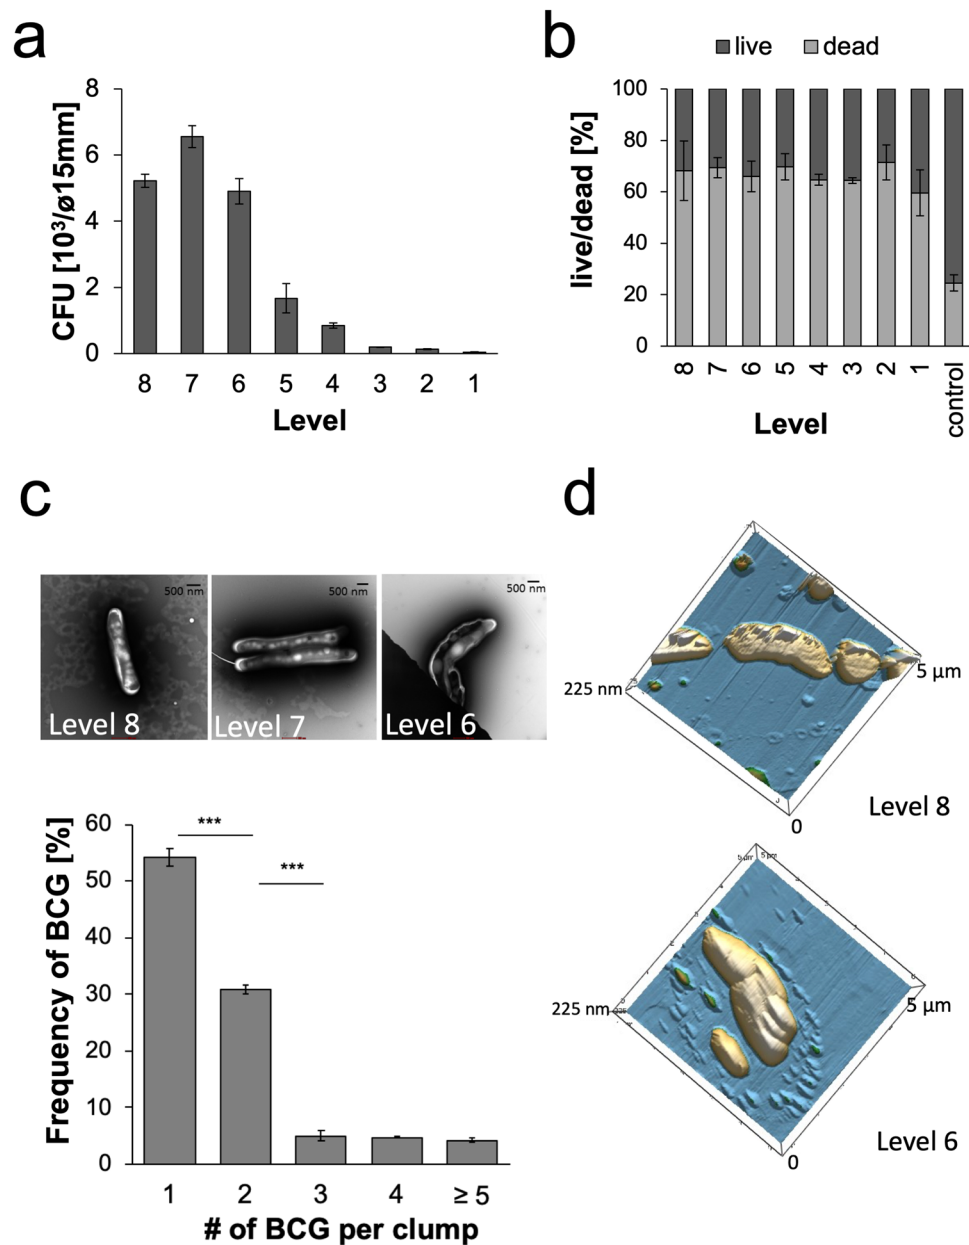 a
CFU [10³/ø15mm]
8
6
4
2
0
8 7 6 5 4 3 2 1
Level
b
live dead
live/dead [%]
100
80
60
40
20
0
8 7 6 5 4 3 2 1 control
Level
c
500 nm
Level 8
500 nm
Level 7
500 nm
Level 6
Frequency of BCG [%]
60
50
40
30
20
10
0
***
***
1 2 3 4 ≥ 5
# of BCG per clump
d
225 nm
5 µm
0
Level 8
5 µm 5 µm
225 nm
5 µm
0
Level 6